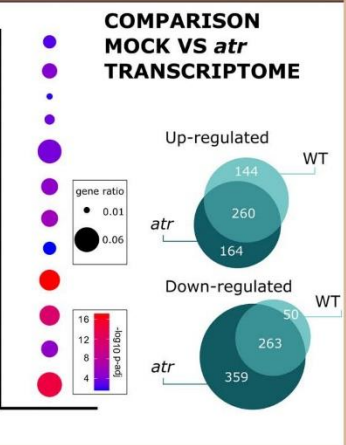 COMPARISON
MOCK VS atr
TRANSCRIPTOME
Up-regulated
WT
144
260
atr
164
gene ratio
0.01
0.06
Down-regulated
WT
50
263
atr
359
16
12
8
4
-log10 p-adj